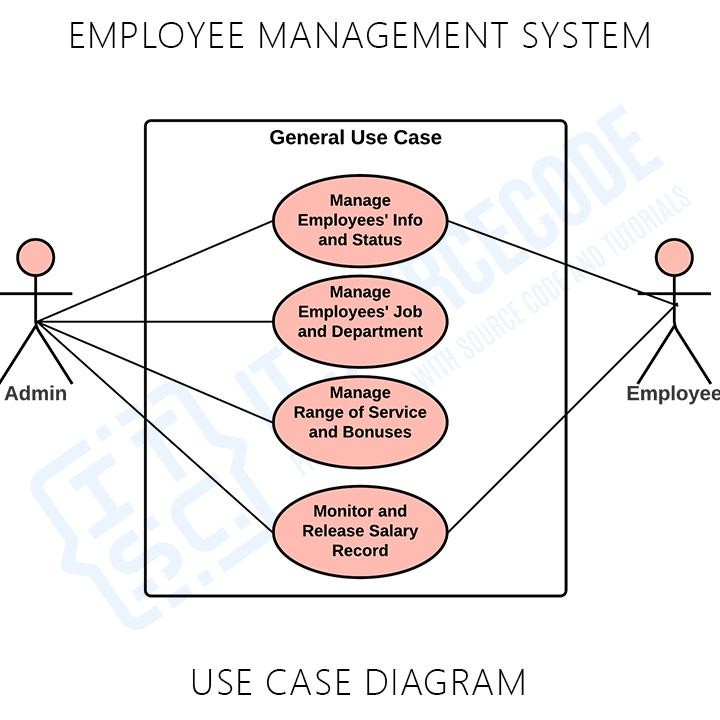 EMPLOYEE MANAGEMENT SYSTEM
General Use Case
Manage
Employees' Info
and Status
Manage
Employees' Job
and Department
Manage
Range of Service
and Bonuses
Monitor and
Release Salary
Record
Admin
Employee
USE CASE DIAGRAM